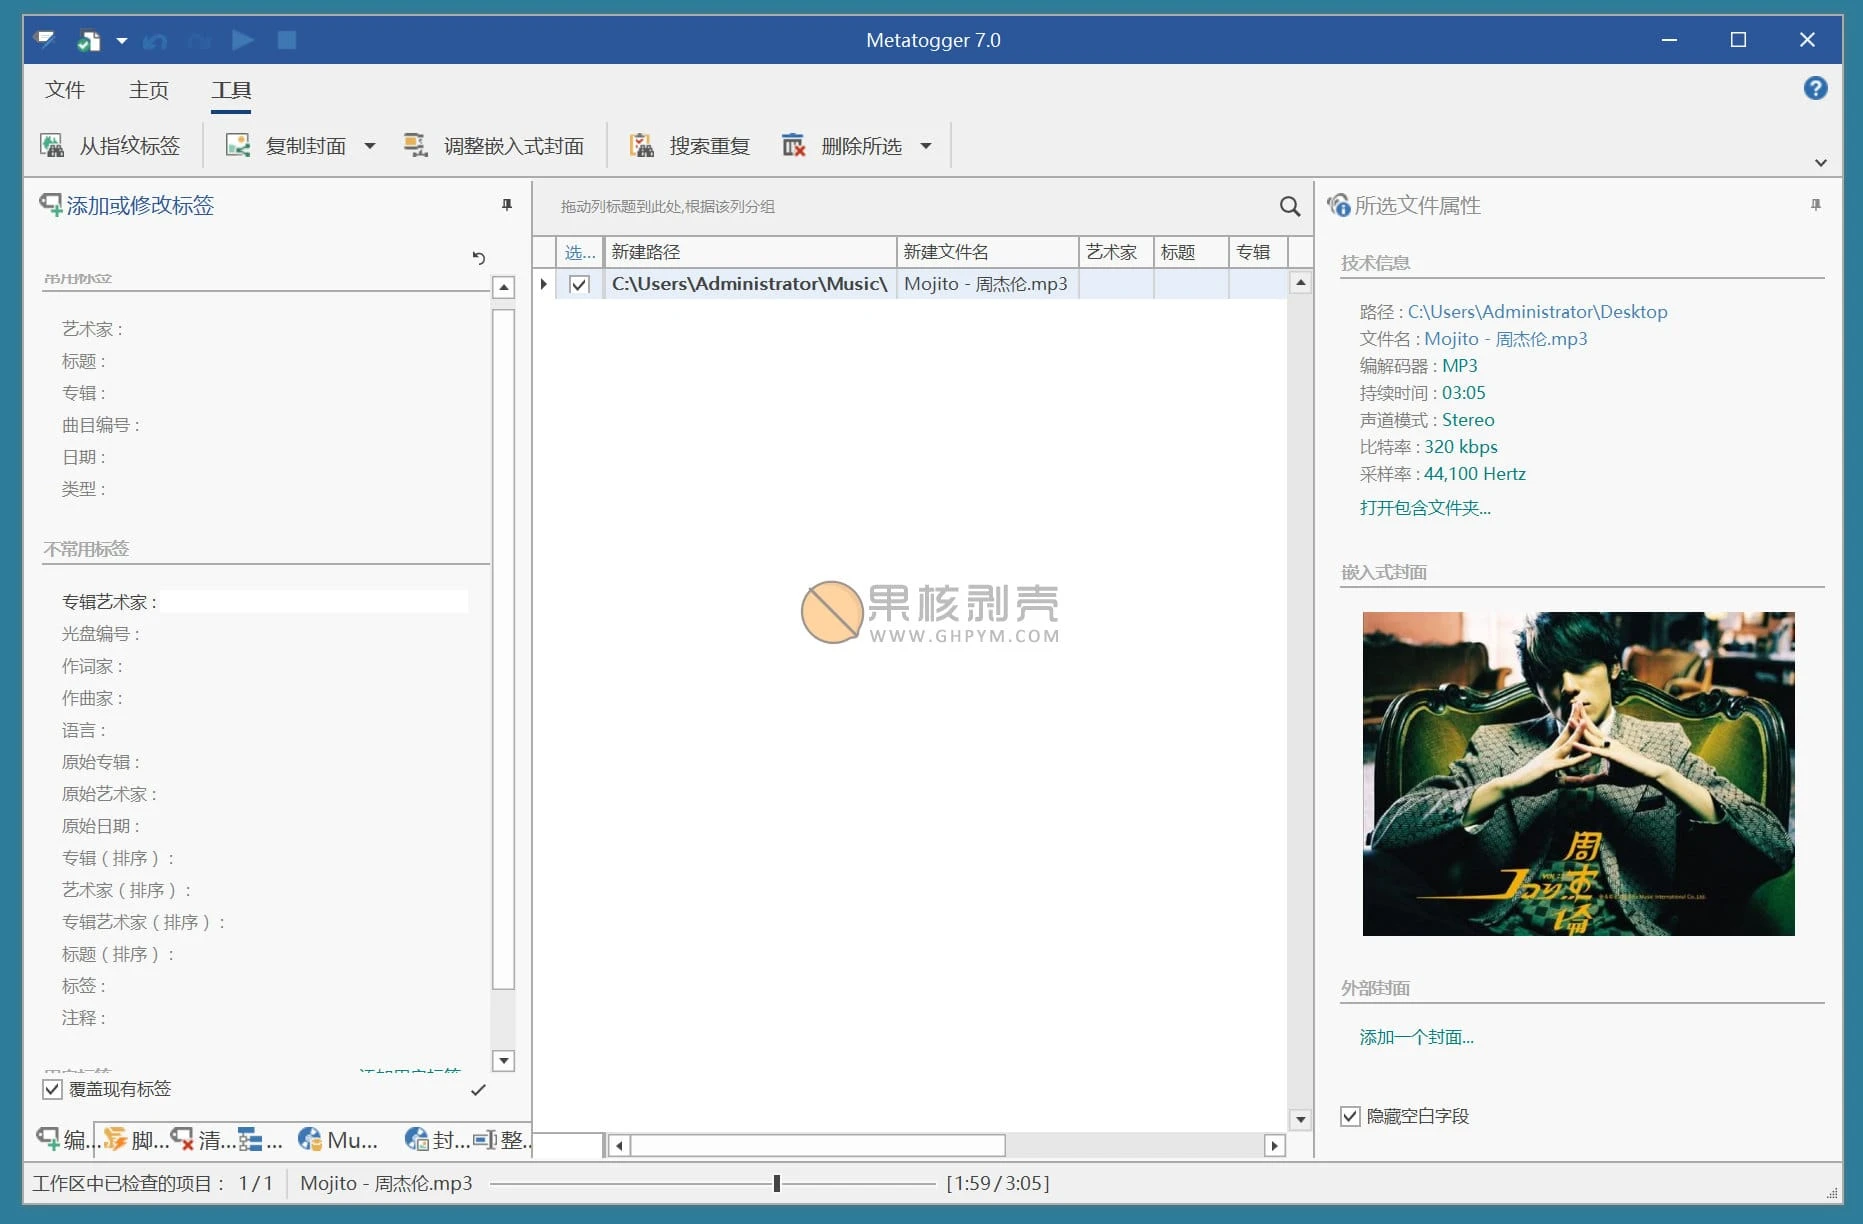 Metatogger 7.0
文件 主页 工具
从指纹标签 复制封面 调整嵌入式封面 搜索重复 删除所选
添加或修改标签
常用标签
艺术家 :
标题 :
专辑 :
曲目编号 :
日期 :
类型 :
不常用标签
专辑艺术家 :
光盘编号 :
作词家 :
作曲家 :
语言 :
原始专辑 :
原始艺术家 :
原始日期 :
专辑 ( 排序 ) :
艺术家 ( 排序 ) :
专辑艺术家 ( 排序 ) :
标题 ( 排序 ) :
标签 :
注释 :
添加用户标签
覆盖现有标签
编... 脚... 清... ... Mu... 封... 整..
拖动列标题到此处,根据该列分组
选... 新建路径 新建文件名 艺术家 标题 专辑
C:\Users\Administrator\Music\ Mojito - 周杰伦.mp3
果核剥壳
WWW.GHPYM.COM
所选文件属性
技术信息
路径 : C:\Users\Administrator\Desktop
文件名 : Mojito - 周杰伦.mp3
编解码器 : MP3
持续时间 : 03:05
声道模式 : Stereo
比特率 : 320 kbps
采样率 : 44,100 Hertz
打开包含文件夹...
嵌入式封面
周杰倫
Jay
外部封面
添加一个封面...
隐藏空白字段
工作区中已检查的项目 : 1 / 1 Mojito - 周杰伦.mp3 [1:59 / 3:05]